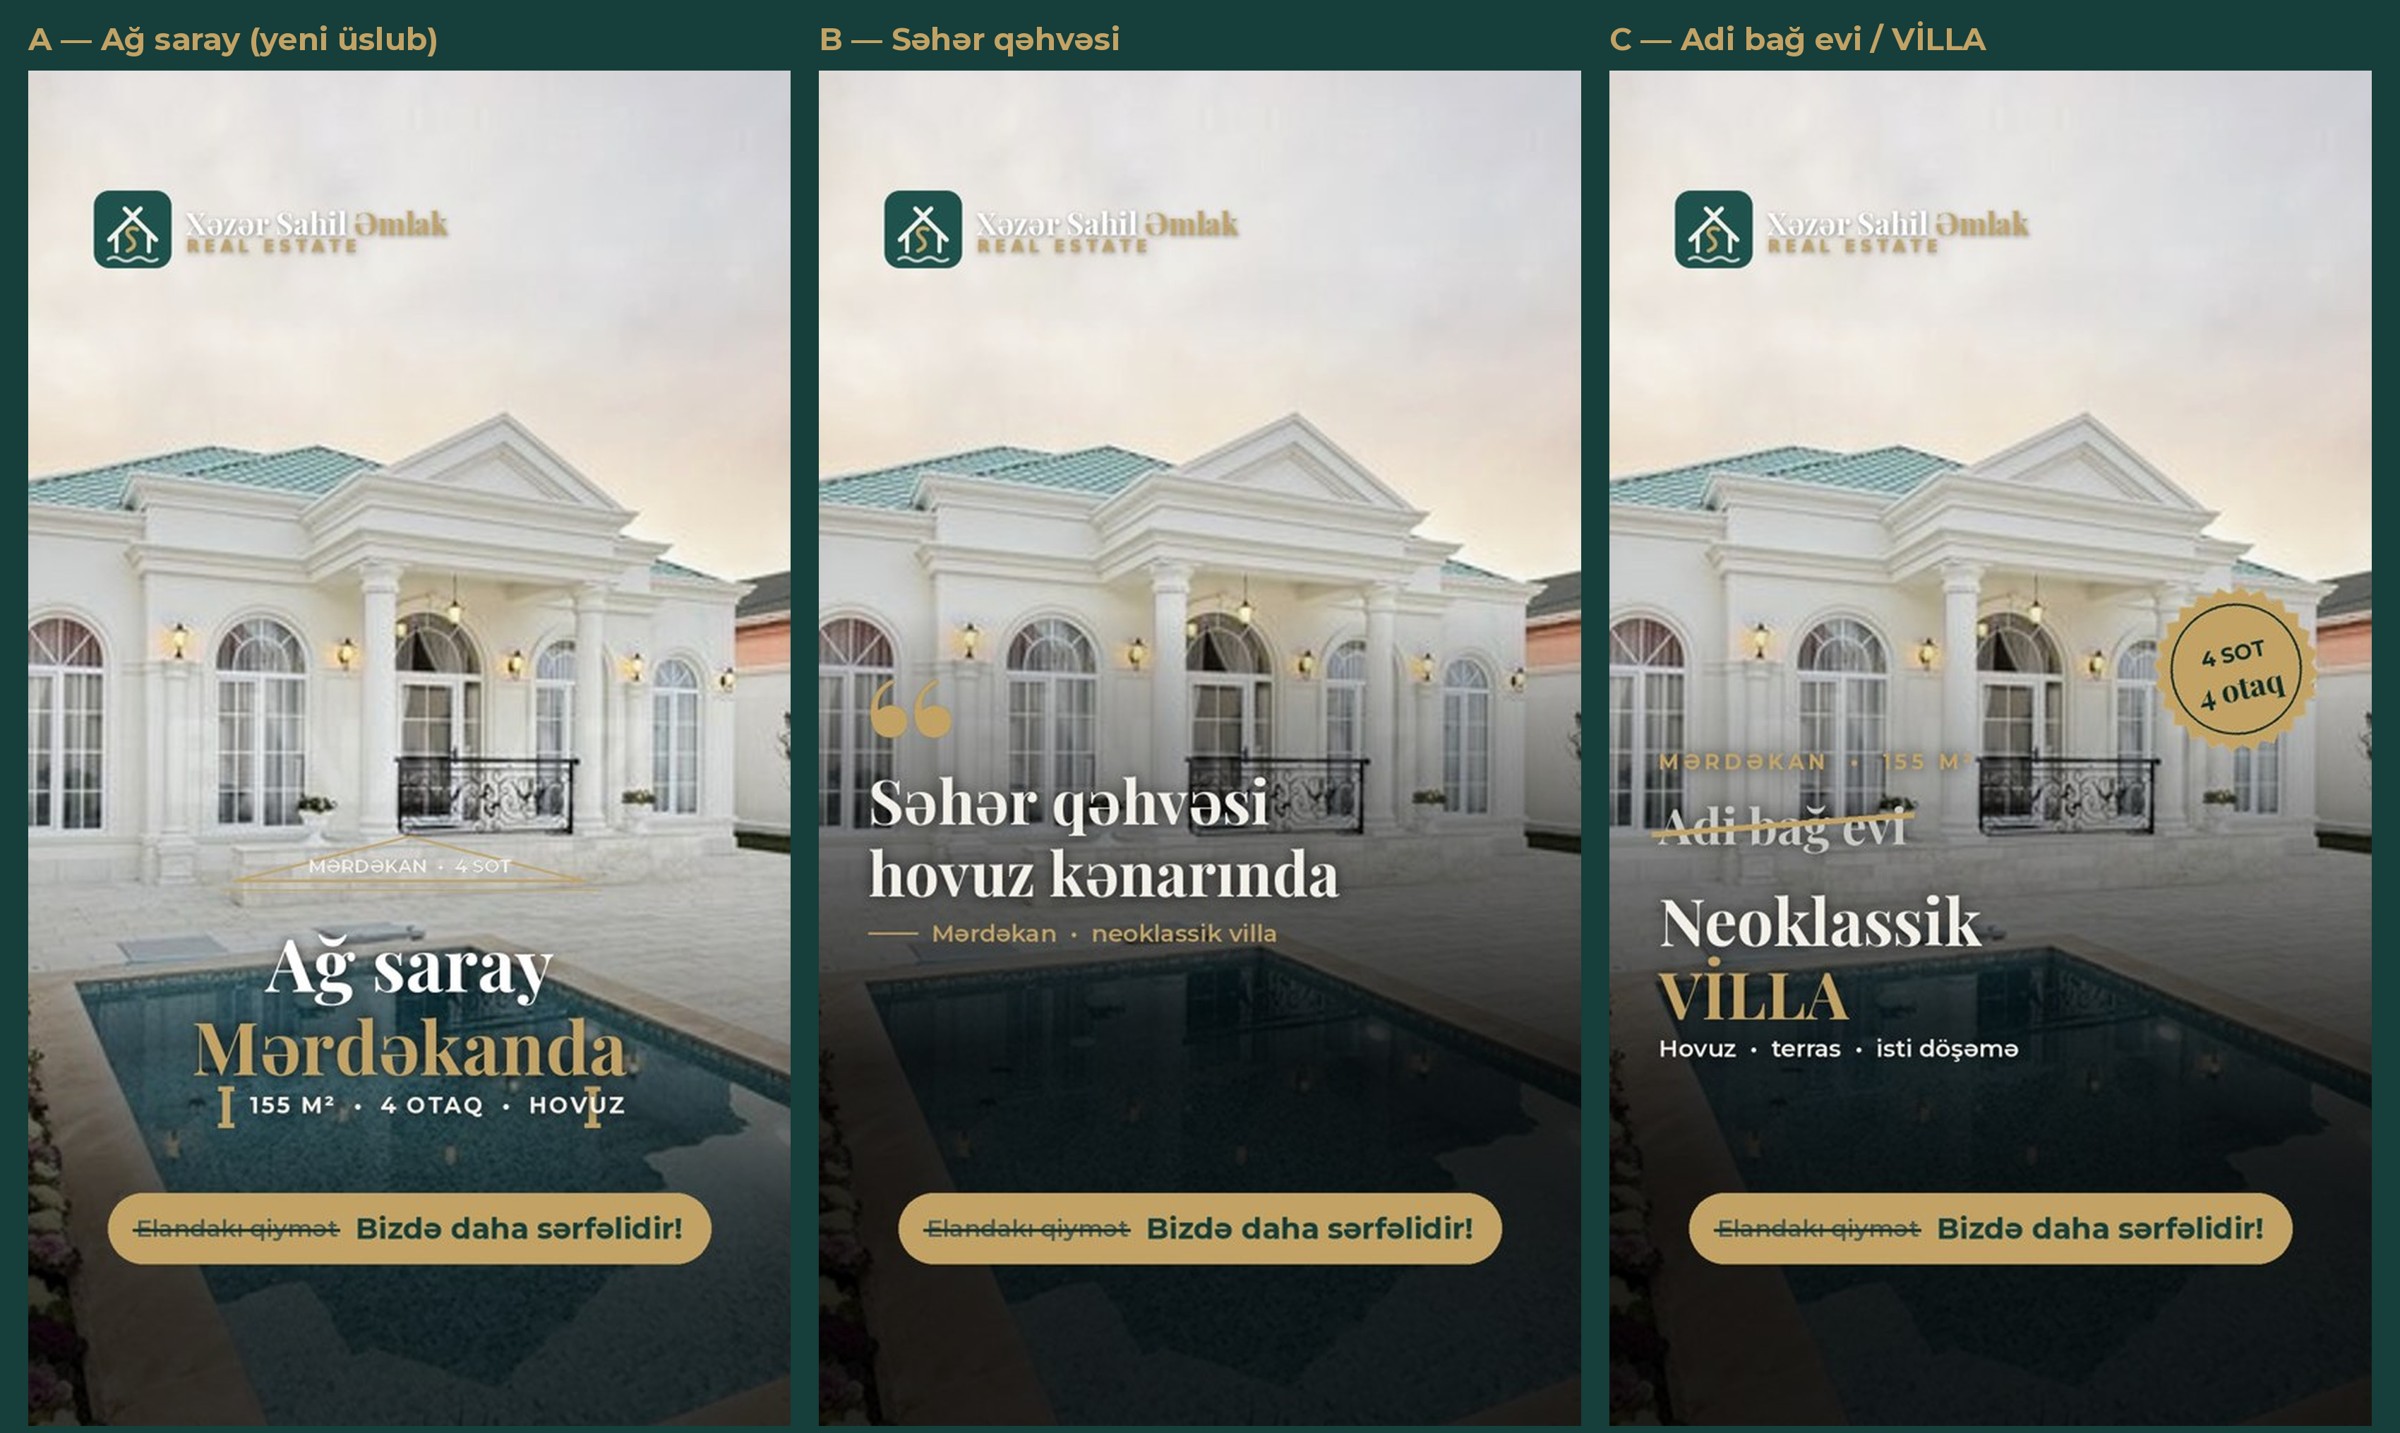 A — Ağ saray (yeni üslub)
Xəzər Sahil Əmlak
REAL ESTATE
MƏRDƏKAN • 4 SOT
Ağ saray
Mərdəkanda
155 M² • 4 OTAQ • HOVUZ
Elandakı qiymət Bizdə daha sərfəlidir!
B — Səhər qəhvəsi
Xəzər Sahil Əmlak
REAL ESTATE
“
Səhər qəhvəsi
hovuz kənarında
— Mərdəkan • neoklassik villa
Elandakı qiymət Bizdə daha sərfəlidir!
C — Adi bağ evi / VİLLA
Xəzər Sahil Əmlak
REAL ESTATE
4 SOT
4 otaq
MƏRDƏKAN • 155 M²
Adi bağ evi
Neoklassik
VİLLA
Hovuz • terras • isti döşəmə
Elandakı qiymət Bizdə daha sərfəlidir!